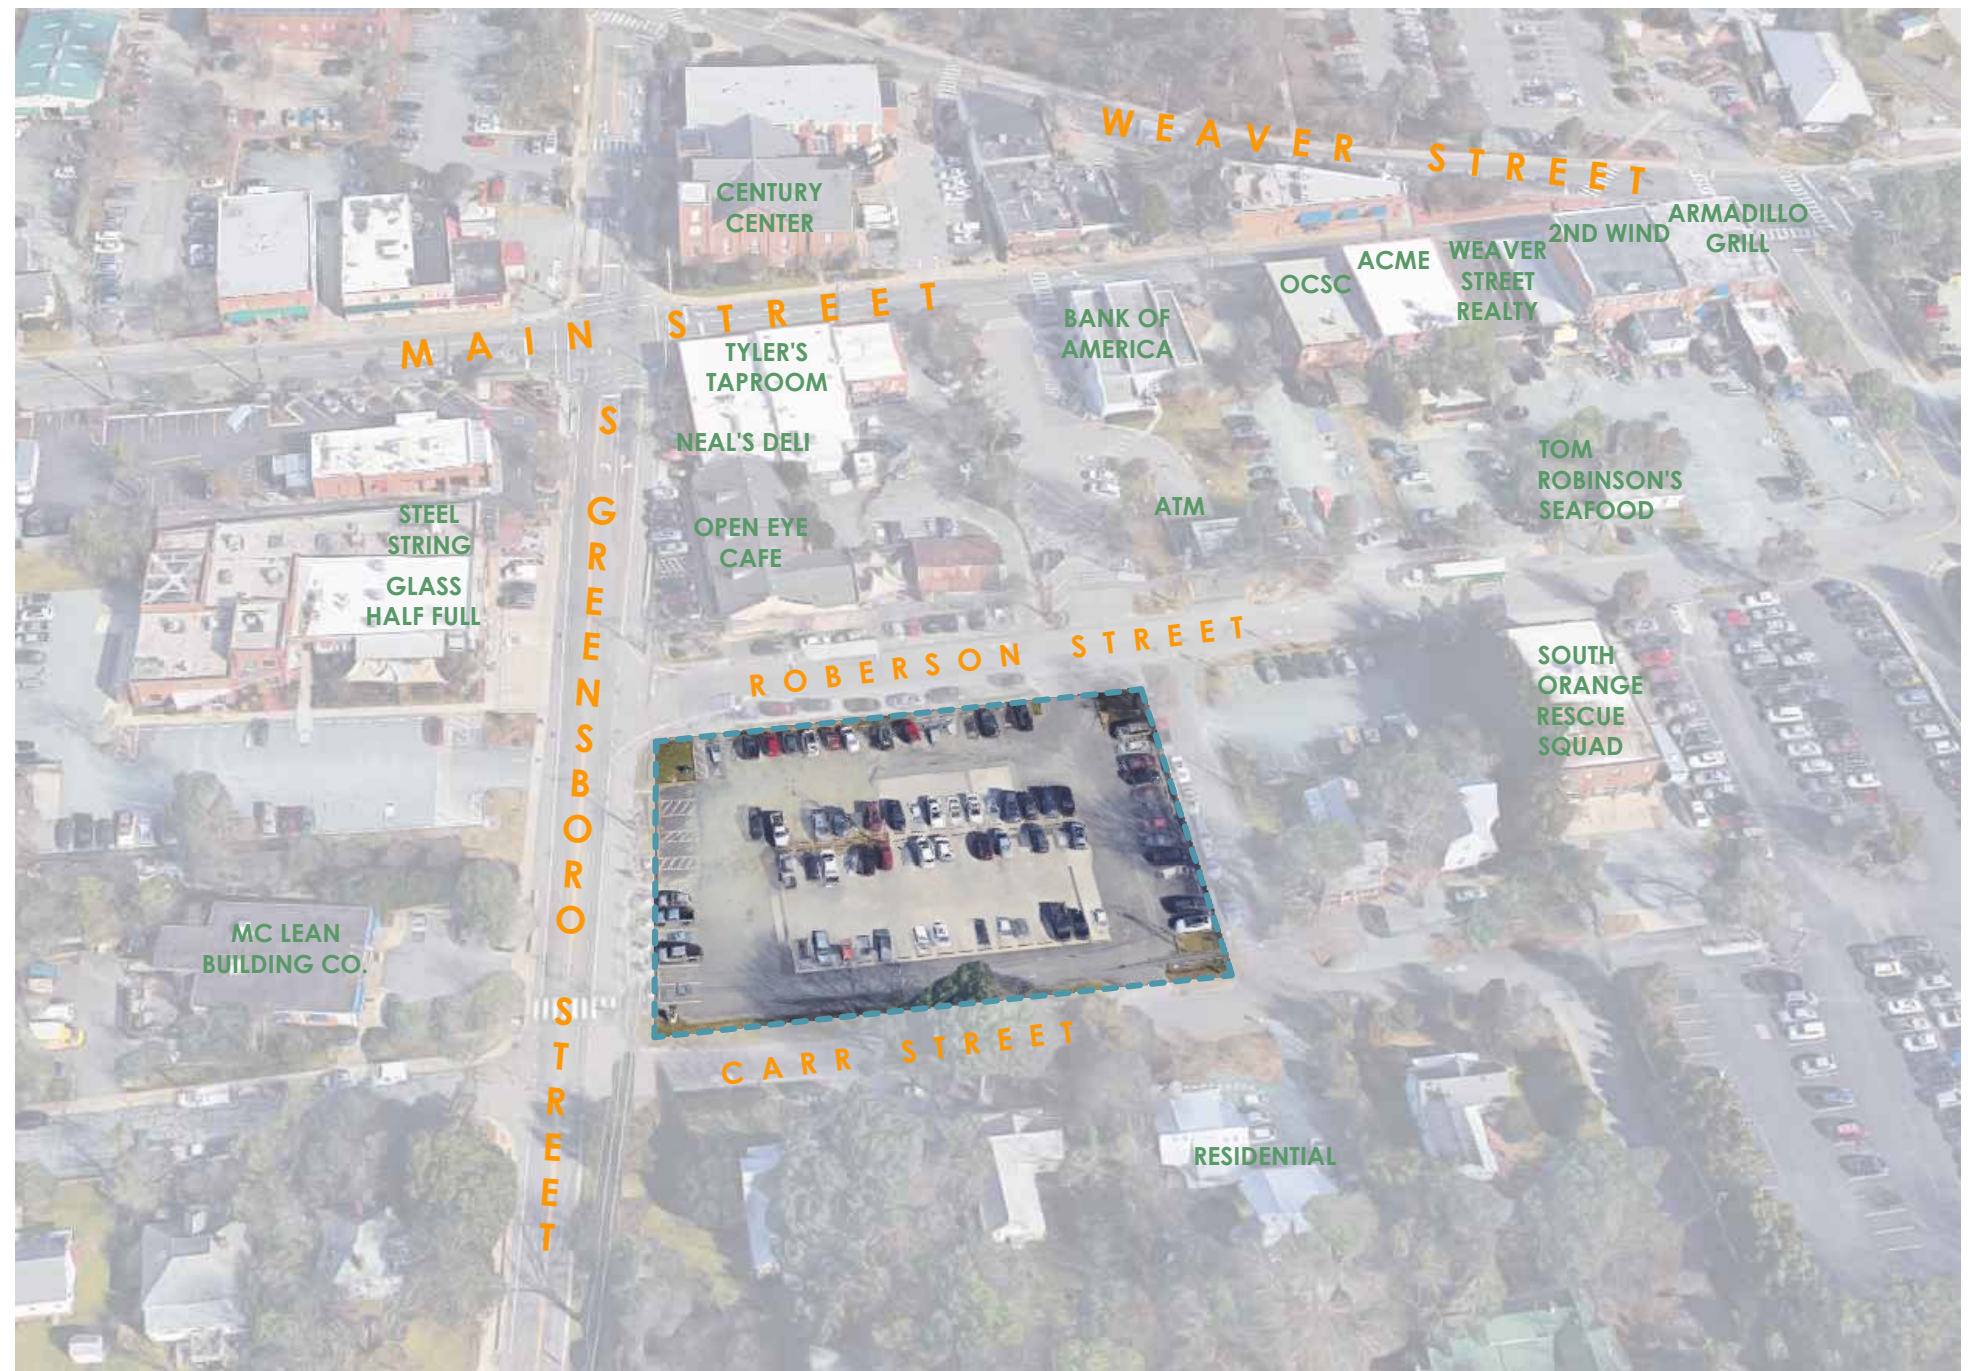 WEAVER STREET
CENTURY
CENTER
ARMADILLO
GRILL
2ND WIND
WEAVER
STREET
REALTY
ACME
OCSC
MAIN STREET
BANK OF
AMERICA
TYLER'S
TAPROOM
NEAL'S DELI
S GREENSBORO STREET
TOM
ROBINSON'S
SEAFOOD
ATM
STEEL
STRING
OPEN EYE
CAFE
GLASS
HALF FULL
ROBERSON STREET
SOUTH
ORANGE
RESCUE
SQUAD
MC LEAN
BUILDING CO.
CARR STREET
RESIDENTIAL